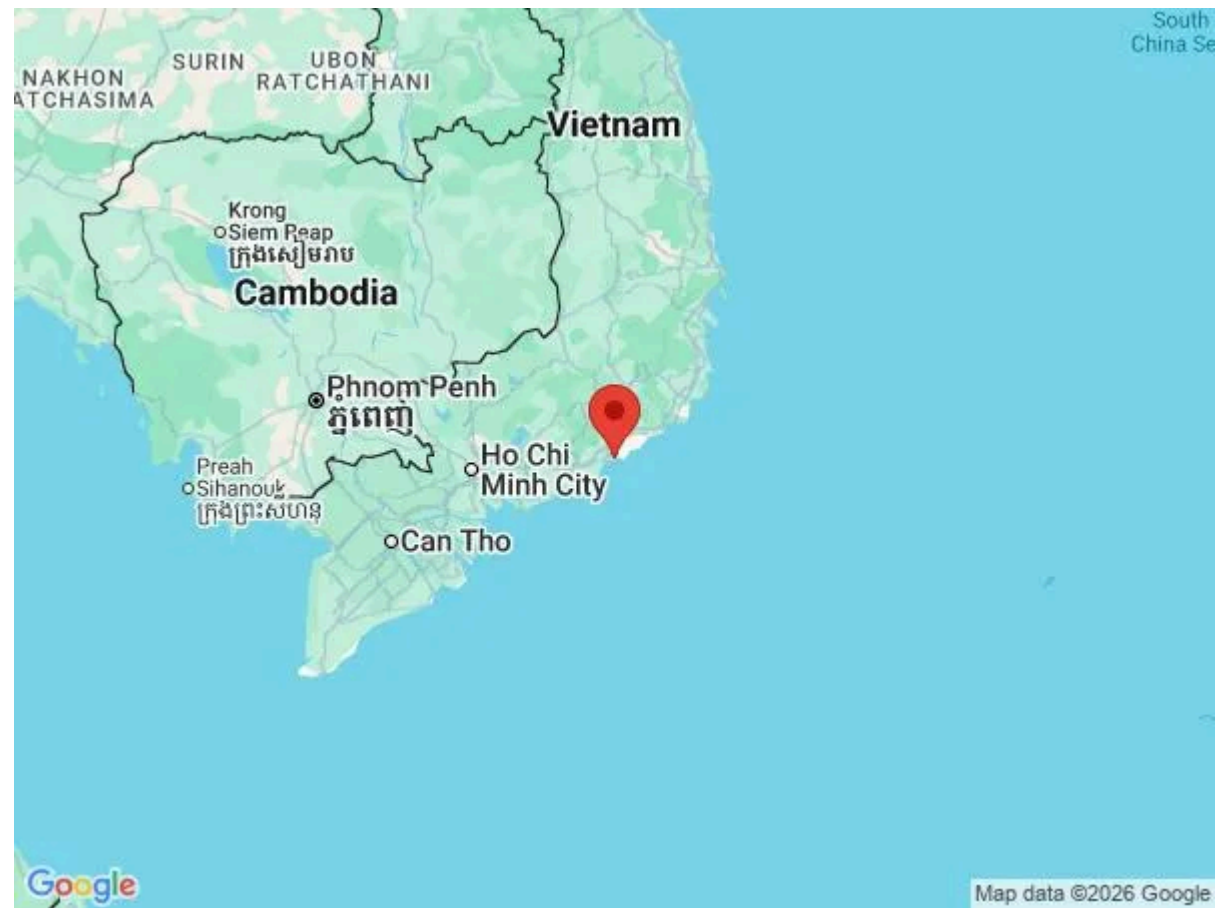 South
China Se
NAKHON
ATCHASIMA
SURIN
UBON
RATCHATHANI
Vietnam
Krong
Siem Reap
ក្រុងសៀមរាប
Cambodia
Phnom Penh
ភ្នំពេញ
Ho Chi
Minh City
Preah
Sihanouk
ក្រុងព្រះសីហនុ
Can Tho
Google
Map data ©2026 Google